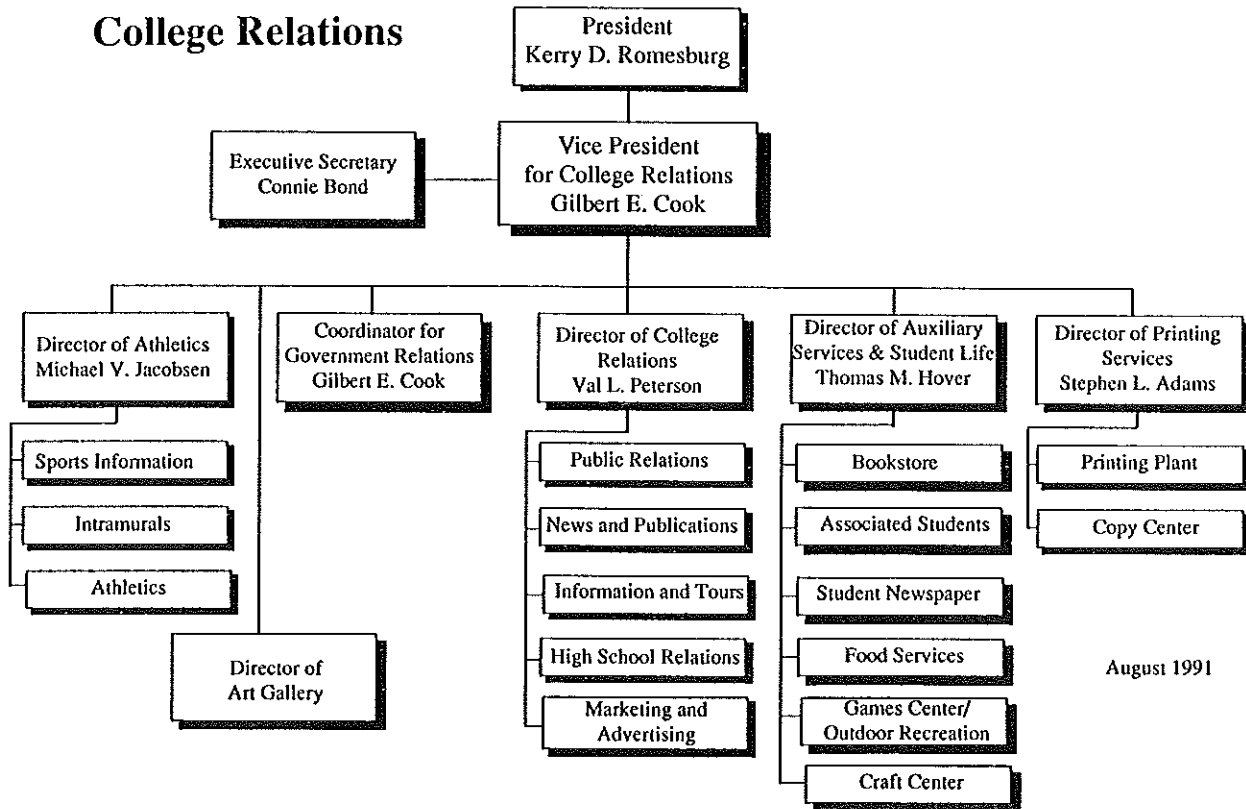 College Relations
President
Kerry D. Romesburg
Executive Secretary
Connie Bond
Vice President
for College Relations
Gilbert E. Cook
Director of Athletics
Michael V. Jacobsen
Coordinator for
Government Relations
Gilbert E. Cook
Director of College
Relations
Val L. Peterson
Director of Auxiliary
Services & Student Life
Thomas M. Hover
Director of Printing
Services
Stephen L. Adams
Sports Information
Intramurals
Athletics
Director of
Art Gallery
Public Relations
News and Publications
Information and Tours
High School Relations
Marketing and
Advertising
Bookstore
Associated Students
Student Newspaper
Food Services
Games Center/
Outdoor Recreation
Craft Center
Printing Plant
Copy Center
August 1991